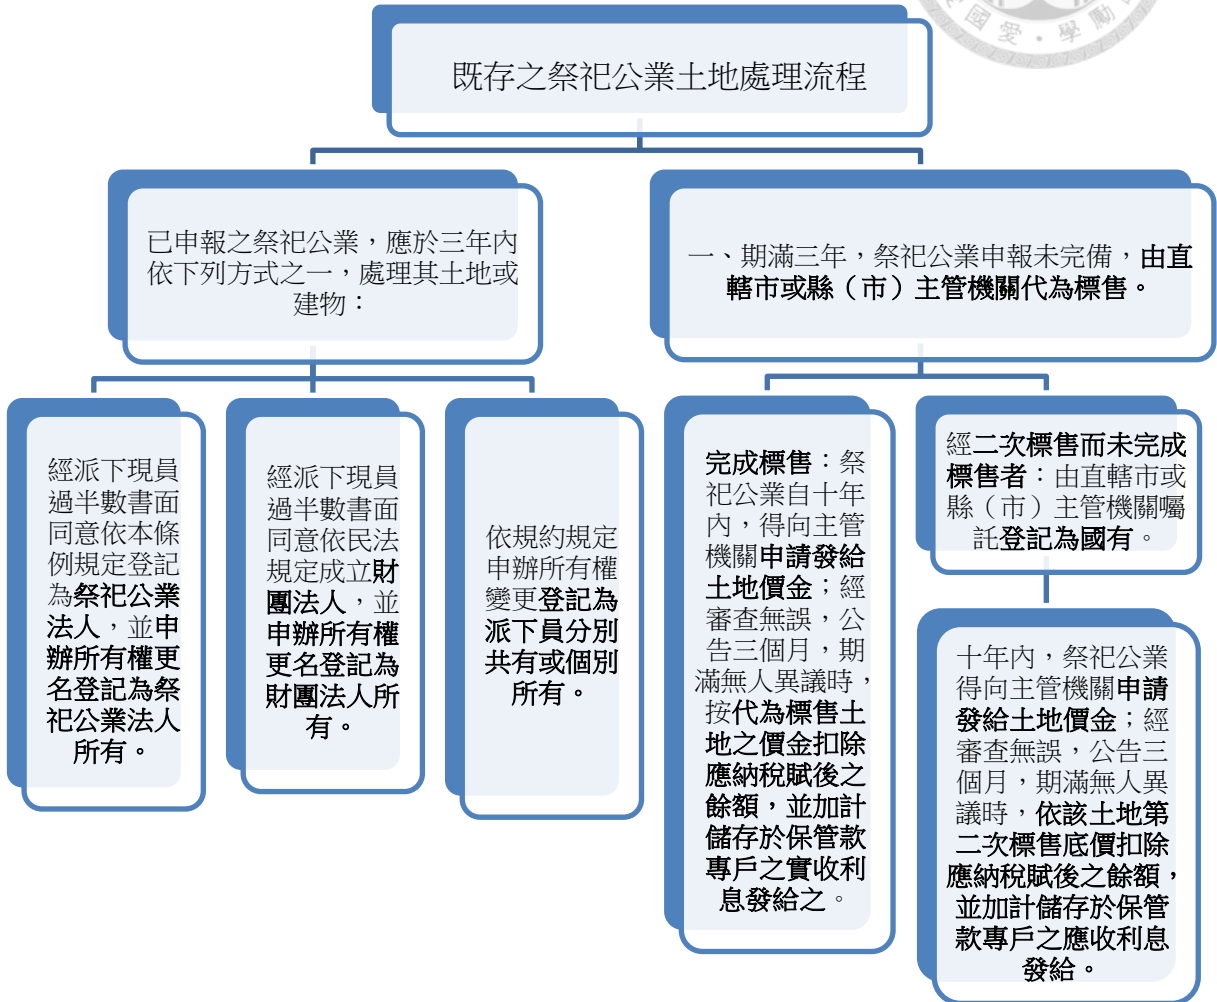 國愛・學勵
既存之祭祀公業土地處理流程
已申報之祭祀公業，應於三年內
依下列方式之一，處理其土地或
建物：
一、期滿三年，祭祀公業申報未完備，由直
轄市或縣（市）主管機關代為標售。
經派下現員
過半數書面
同意依本條
例規定登記
為祭祀公業
法人，並申
辦所有權更
名登記為祭
祀公業法人
所有。
經派下現員
過半數書面
同意依民法
規定成立財
團法人，並
申辦所有權
更名登記為
財團法人所
有。
依規約規定
申辦所有權
變更登記為
派下員分別
共有或個別
所有。
完成標售：祭
祀公業自十年
內，得向主管
機關申請發給
土地價金；經
審查無誤，公
告三個月，期
滿無人異議時，
按代為標售土
地之價金扣除
應納稅賦後之
餘額，並加計
儲存於保管款
專戶之實收利
息發給之。
經二次標售而未完成
標售者：由直轄市或
縣（市）主管機關囑
託登記為國有。
十年內，祭祀公業
得向主管機關申請
發給土地價金；經
審查無誤，公告三
個月，期滿無人異
議時，依該土地第
二次標售底價扣除
應納稅賦後之餘額，
並加計儲存於保管
款專戶之應收利息
發給。